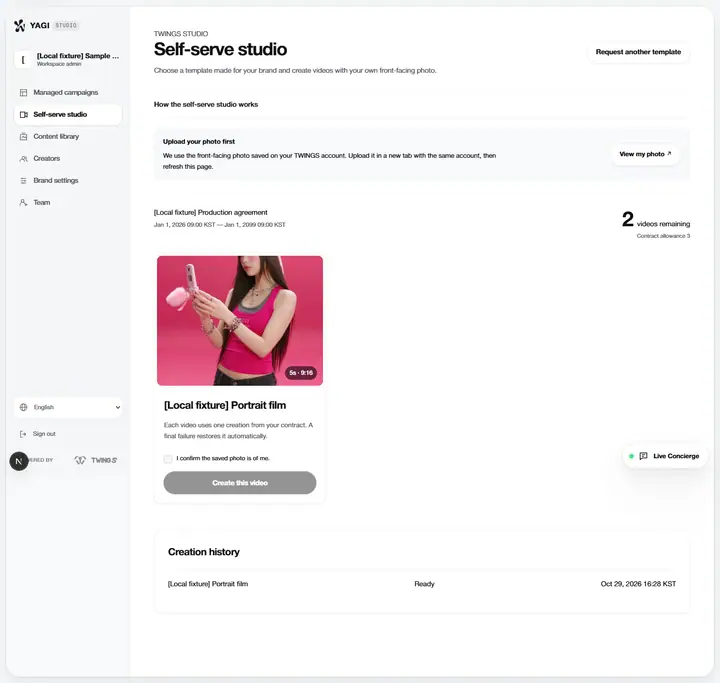 YAGI STUDIO
[ [Local fixture] Sample ...
Workspace admin
Managed campaigns
Self-serve studio
Content library
Creators
Brand settings
Team
English
Sign out
N ERED BY TWINGS
TWINGS STUDIO
Self-serve studio
Request another template
Choose a template made for your brand and create videos with your own front-facing photo.
How the self-serve studio works
Upload your photo first
We use the front-facing photo saved on your TWINGS account. Upload it in a new tab with the same account, then
refresh this page.
View my photo ↗
[Local fixture] Production agreement
Jan 1, 2026 09:00 KST — Jan 1, 2099 09:00 KST
2 videos remaining
Contract allowance 3
5s · 9:16
[Local fixture] Portrait film
Each video uses one creation from your contract. A
final failure restores it automatically.
I confirm the saved photo is of me.
Create this video
Live Concierge
Creation history
[Local fixture] Portrait film Ready Oct 29, 2026 16:28 KST